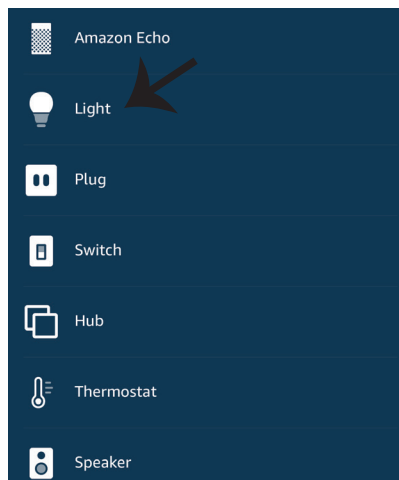 Amazon Echo
Light
Plug
Switch
Hub
Thermostat
Speaker